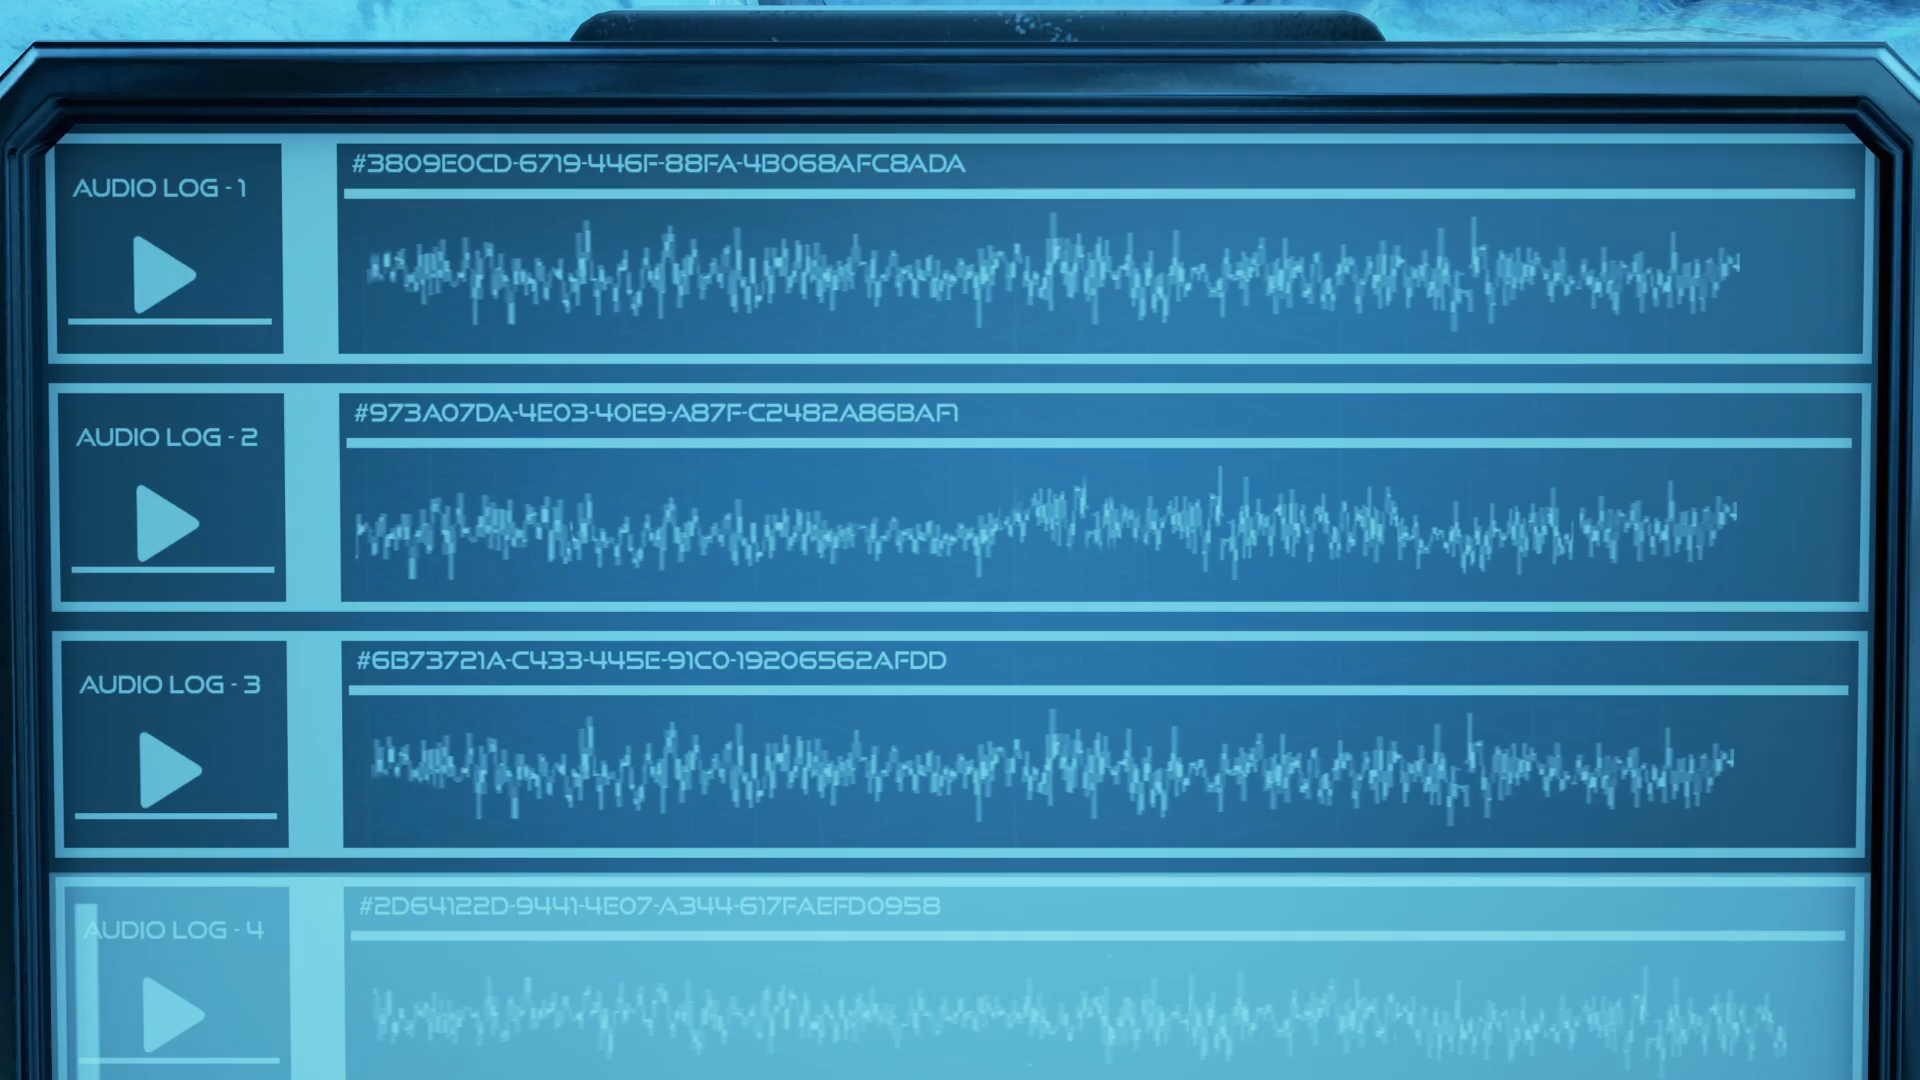 #3809E0CD-6719-446F-88FA-4B068AFC8ADA
AUDIO LOG - 1
#973A07DA-4E03-40E9-A87F-C2482A86BAF1
AUDIO LOG - 2
#6B73721A-C433-445E-91C0-19206562AFDD
AUDIO LOG - 3
#2D64122D-9441-4E07-A344-617FAEFD0958
AUDIO LOG - 4